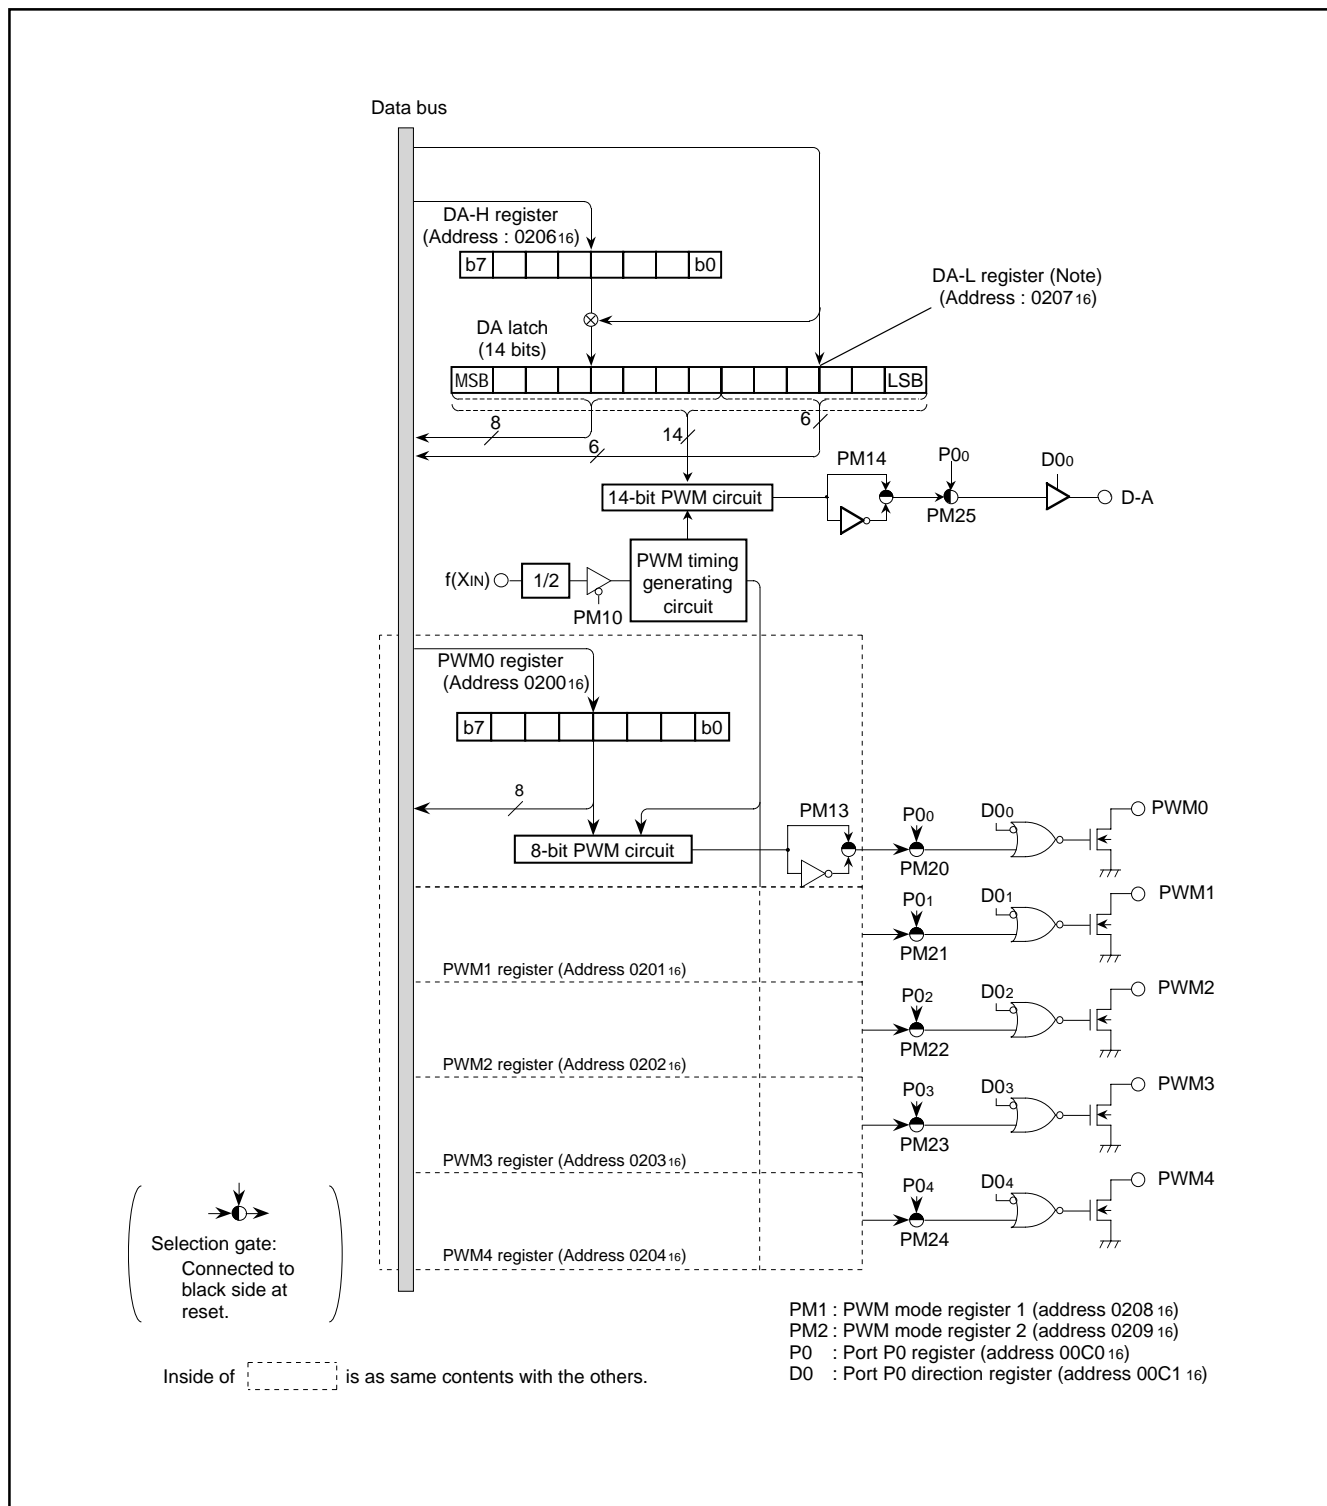 Data bus
DA-H register
(Address : 0206₁₆)
b7 b0
DA-L register (Note)
(Address : 0207₁₆)
DA latch
(14 bits)
MSB LSB
8
14
6
6
PM14
P0₀
D0₀
14-bit PWM circuit
PM25
D-A
f(XIN)
1/2
PM10
PWM timing
generating
circuit
PWM0 register
(Address 0200₁₆)
b7 b0
8
8-bit PWM circuit
PM13
P0₀
D0₀
PWM0
PM20
P0₁
D0₁
PWM1
PM21
PWM1 register (Address 0201₁₆)
P0₂
D0₂
PWM2
PM22
PWM2 register (Address 0202₁₆)
P0₃
D0₃
PWM3
PM23
PWM3 register (Address 0203₁₆)
P0₄
D0₄
PWM4
PM24
PWM4 register (Address 0204₁₆)
Selection gate:
Connected to
black side at
reset.
PM1 : PWM mode register 1 (address 0208₁₆)
PM2 : PWM mode register 2 (address 0209₁₆)
P0 : Port P0 register (address 00C0₁₆)
D0 : Port P0 direction register (address 00C1₁₆)
Inside of is as same contents with the others.